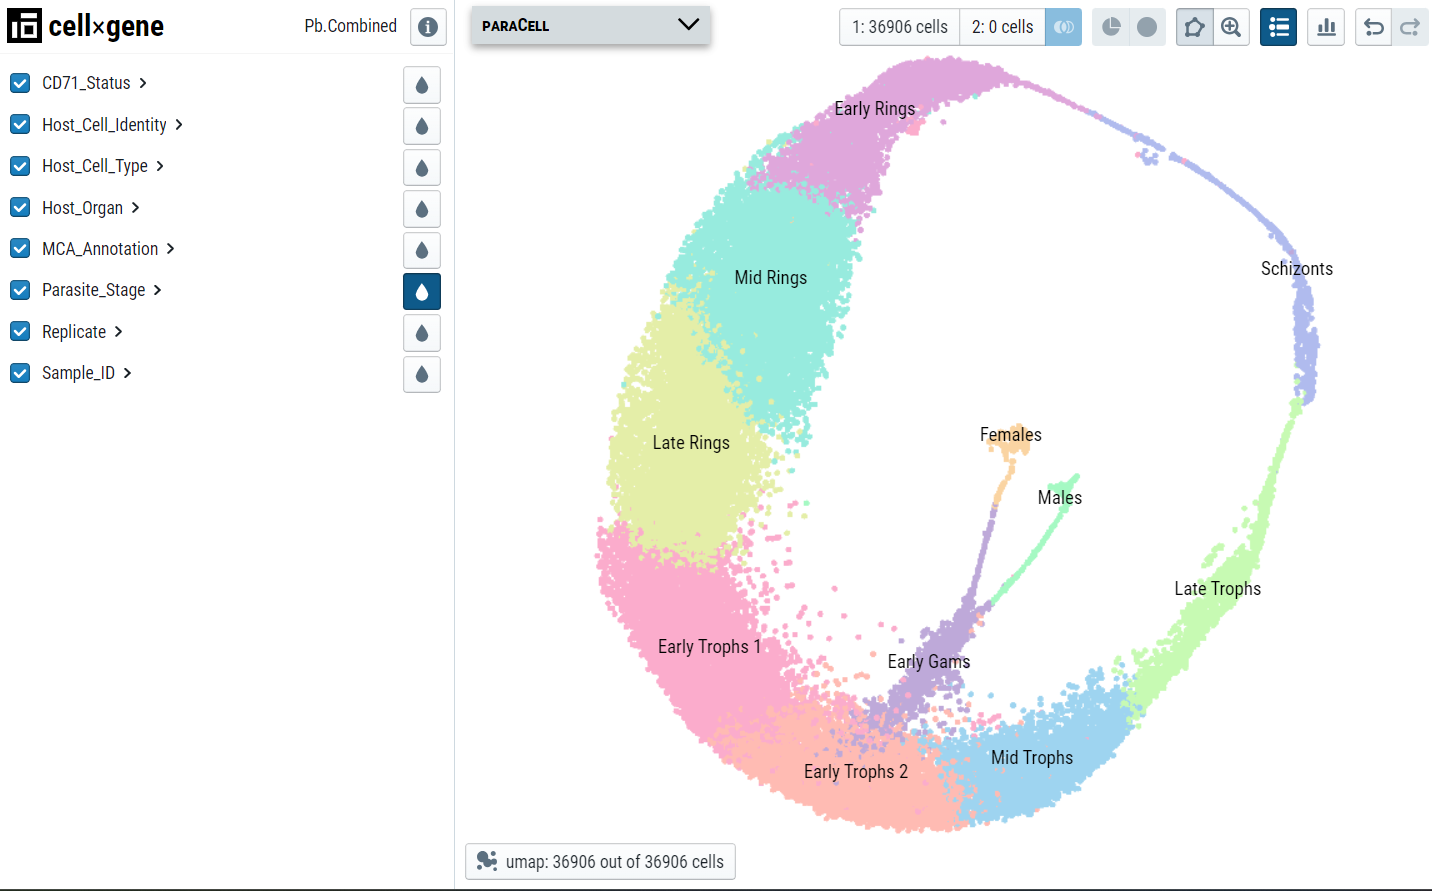 cell×gene
Pb.Combined
PARACELL
1: 36906 cells
2: 0 cells
CD71_Status
Host_Cell_Identity
Host_Cell_Type
Host_Organ
MCA_Annotation
Parasite_Stage
Replicate
Sample_ID
Early Rings
Mid Rings
Schizonts
Late Rings
Females
Males
Late Trophs
Early Trophs 1
Early Gams
Mid Trophs
Early Trophs 2
umap: 36906 out of 36906 cells